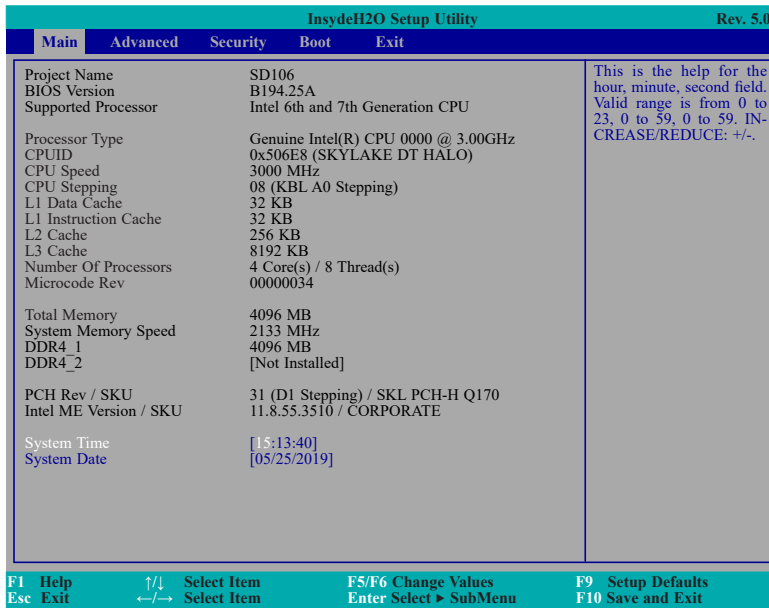 InsydeH2O Setup Utility Rev. 5.0
Main Advanced Security Boot Exit
Project Name SD106
BIOS Version B194.25A
Supported Processor Intel 6th and 7th Generation CPU
Processor Type Genuine Intel(R) CPU 0000 @ 3.00GHz
CPUID 0x506E8 (SKYLAKE DT HALO)
CPU Speed 3000 MHz
CPU Stepping 08 (KBL A0 Stepping)
L1 Data Cache 32 KB
L1 Instruction Cache 32 KB
L2 Cache 256 KB
L3 Cache 8192 KB
Number Of Processors 4 Core(s) / 8 Thread(s)
Microcode Rev 00000034
Total Memory 4096 MB
System Memory Speed 2133 MHz
DDR4_1 4096 MB
DDR4_2 [Not Installed]
PCH Rev / SKU 31 (D1 Stepping) / SKL PCH-H Q170
Intel ME Version / SKU 11.8.55.3510 / CORPORATE
System Time [15:13:40]
System Date [05/25/2019]
This is the help for the
hour, minute, second field.
Valid range is from 0 to
23, 0 to 59, 0 to 59. IN-
CREASE/REDUCE: +/-.
F1 Help ↑/↓ Select Item F5/F6 Change Values F9 Setup Defaults
Esc Exit ←/→ Select Item Enter Select ▶ SubMenu F10 Save and Exit